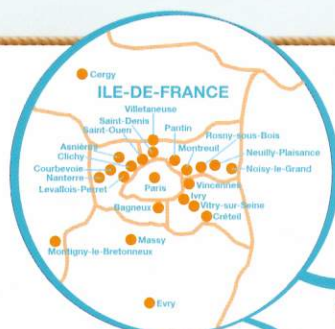 Cergy
ILE-DE-FRANCE
Villetaneuse
Saint-Denis
Saint-Ouen
Pantin
Rosny-sous-Bois
Asnières
Montreuil
Neuilly-Plaisance
Clichy
Courbevoie
Noisy-le-Grand
Nanterre
Vincennes
Levallois-Perret
Paris
Ivry
Bagneux
Vitry-sur-Seine
Créteil
Massy
Montigny-le-Bretonneux
Evry